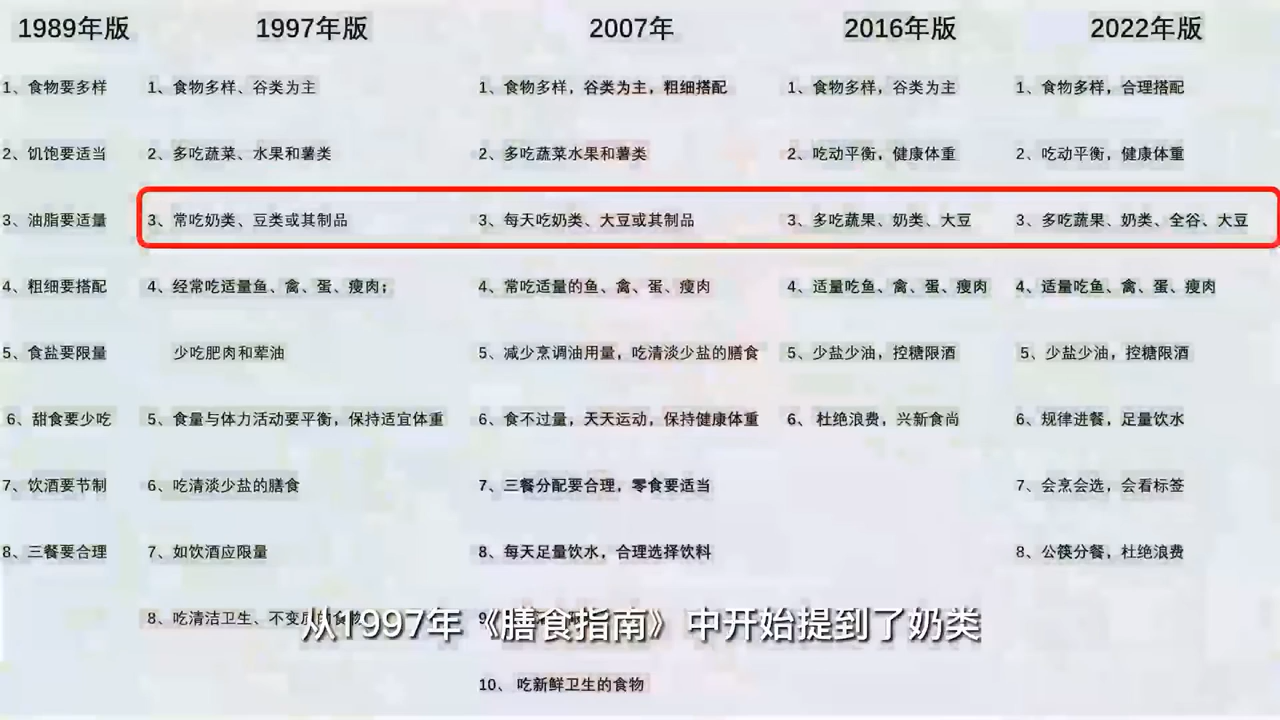 1989年版 1997年版 2007年 2016年版 2022年版
1、食物要多样 1、食物多样、谷类为主 1、食物多样，谷类为主，粗细搭配 1、食物多样，谷类为主 1、食物多样，合理搭配
2、饥饱要适当 2、多吃蔬菜、水果和薯类 2、多吃蔬菜水果和薯类 2、吃动平衡，健康体重 2、吃动平衡，健康体重
3、油脂要适量 3、常吃奶类、豆类或其制品 3、每天吃奶类、大豆或其制品 3、多吃蔬果、奶类、大豆 3、多吃蔬果、奶类、全谷、大豆
4、粗细要搭配 4、经常吃适量鱼、禽、蛋、瘦肉； 4、常吃适量的鱼、禽、蛋、瘦肉 4、适量吃鱼、禽、蛋、瘦肉 4、适量吃鱼、禽、蛋、瘦肉
5、食盐要限量 少吃肥肉和荤油 5、减少烹调油用量，吃清淡少盐的膳食 5、少盐少油，控糖限酒 5、少盐少油，控糖限酒
6、甜食要少吃 5、食量与体力活动要平衡，保持适宜体重 6、食不过量，天天运动，保持健康体重 6、杜绝浪费，兴新食尚 6、规律进餐，足量饮水
7、饮酒要节制 6、吃清淡少盐的膳食 7、三餐分配要合理，零食要适当 7、会烹会选，会看标签
8、三餐要合理 7、如饮酒应限量 8、每天足量饮水，合理选择饮料 8、公筷分餐，杜绝浪费
8、吃清洁卫生、不变质的食物 9、
从1997年《膳食指南》中开始提到了奶类
10、吃新鲜卫生的食物